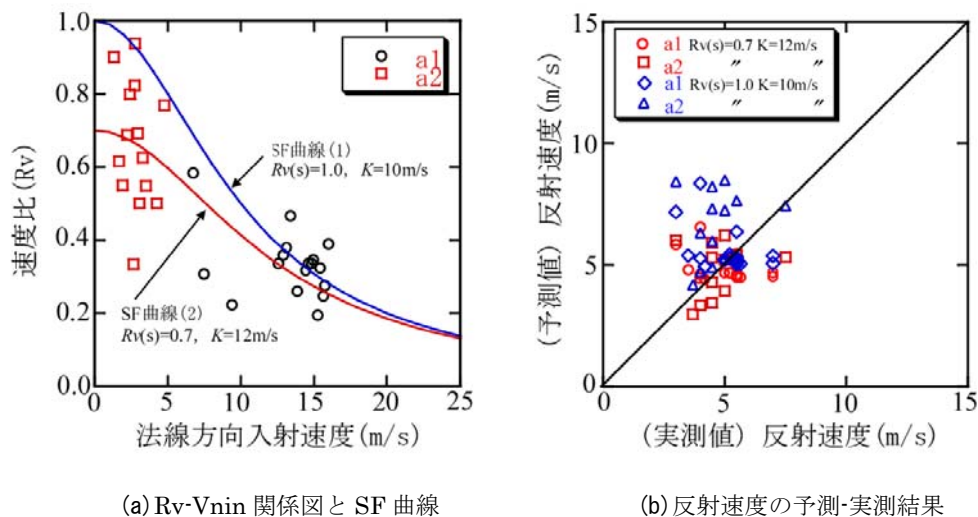 1.0
0.8
0.6
0.4
0.2
0.0
速度比(Rv)
a1
a2
SF曲線(1)
Rv(s)=1.0, K=10m/s
SF曲線(2)
Rv(s)=0.7, K=12m/s
0 5 10 15 20 25
法線方向入射速度(m/s)
(a)Rv-Vnin 関係図と SF 曲線
15
10
5
0
(予測値) 反射速度(m/s)
a1 Rv(s)=0.7 K=12m/s
a2 〃 〃
a1 Rv(s)=1.0 K=10m/s
a2 〃 〃
0 5 10 15
(実測値) 反射速度(m/s)
(b)反射速度の予測-実測結果